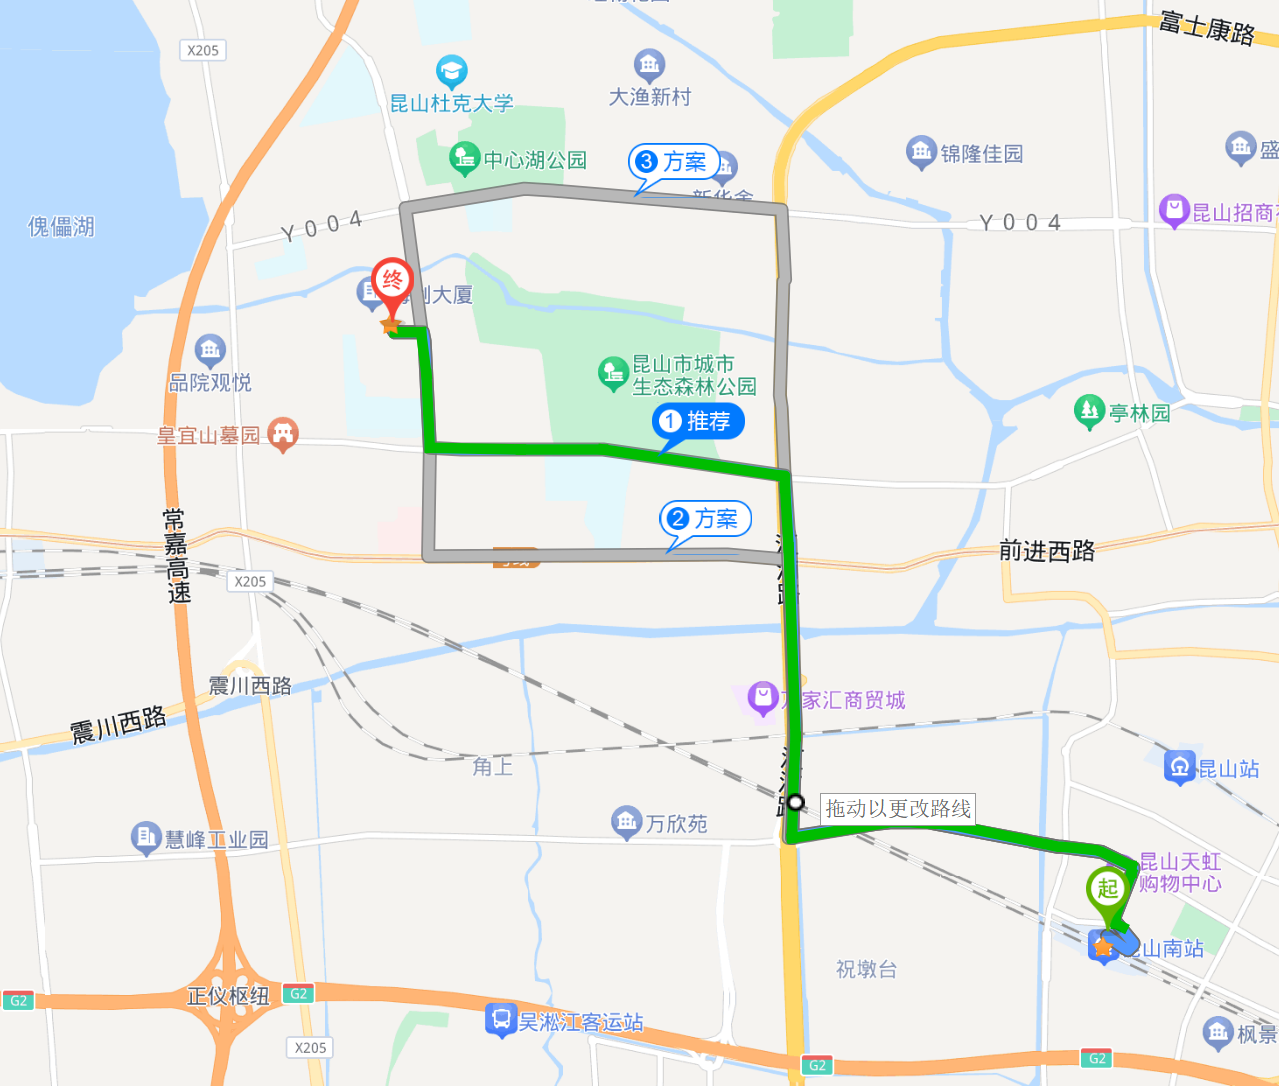 富士康路
X205
昆山杜克大学
大渔新村
中心湖公园
3 方案
锦隆佳园
盛
Y004
Y004
昆山招商
傀儡湖
终
大厦
品院观悦
昆山市城市
生态森林公园
1 推荐
亭林园
皇宜山墓园
2 方案
常嘉高速
前进西路
X205
震川西路
震川西路
家汇商贸城
角上
昆山站
拖动以更改路线
万欣苑
慧峰工业园
昆山天虹
购物中心
起
山南站
祝墩台
正仪枢纽
G2
G2
吴淞江客运站
枫景
X205
G2
G2